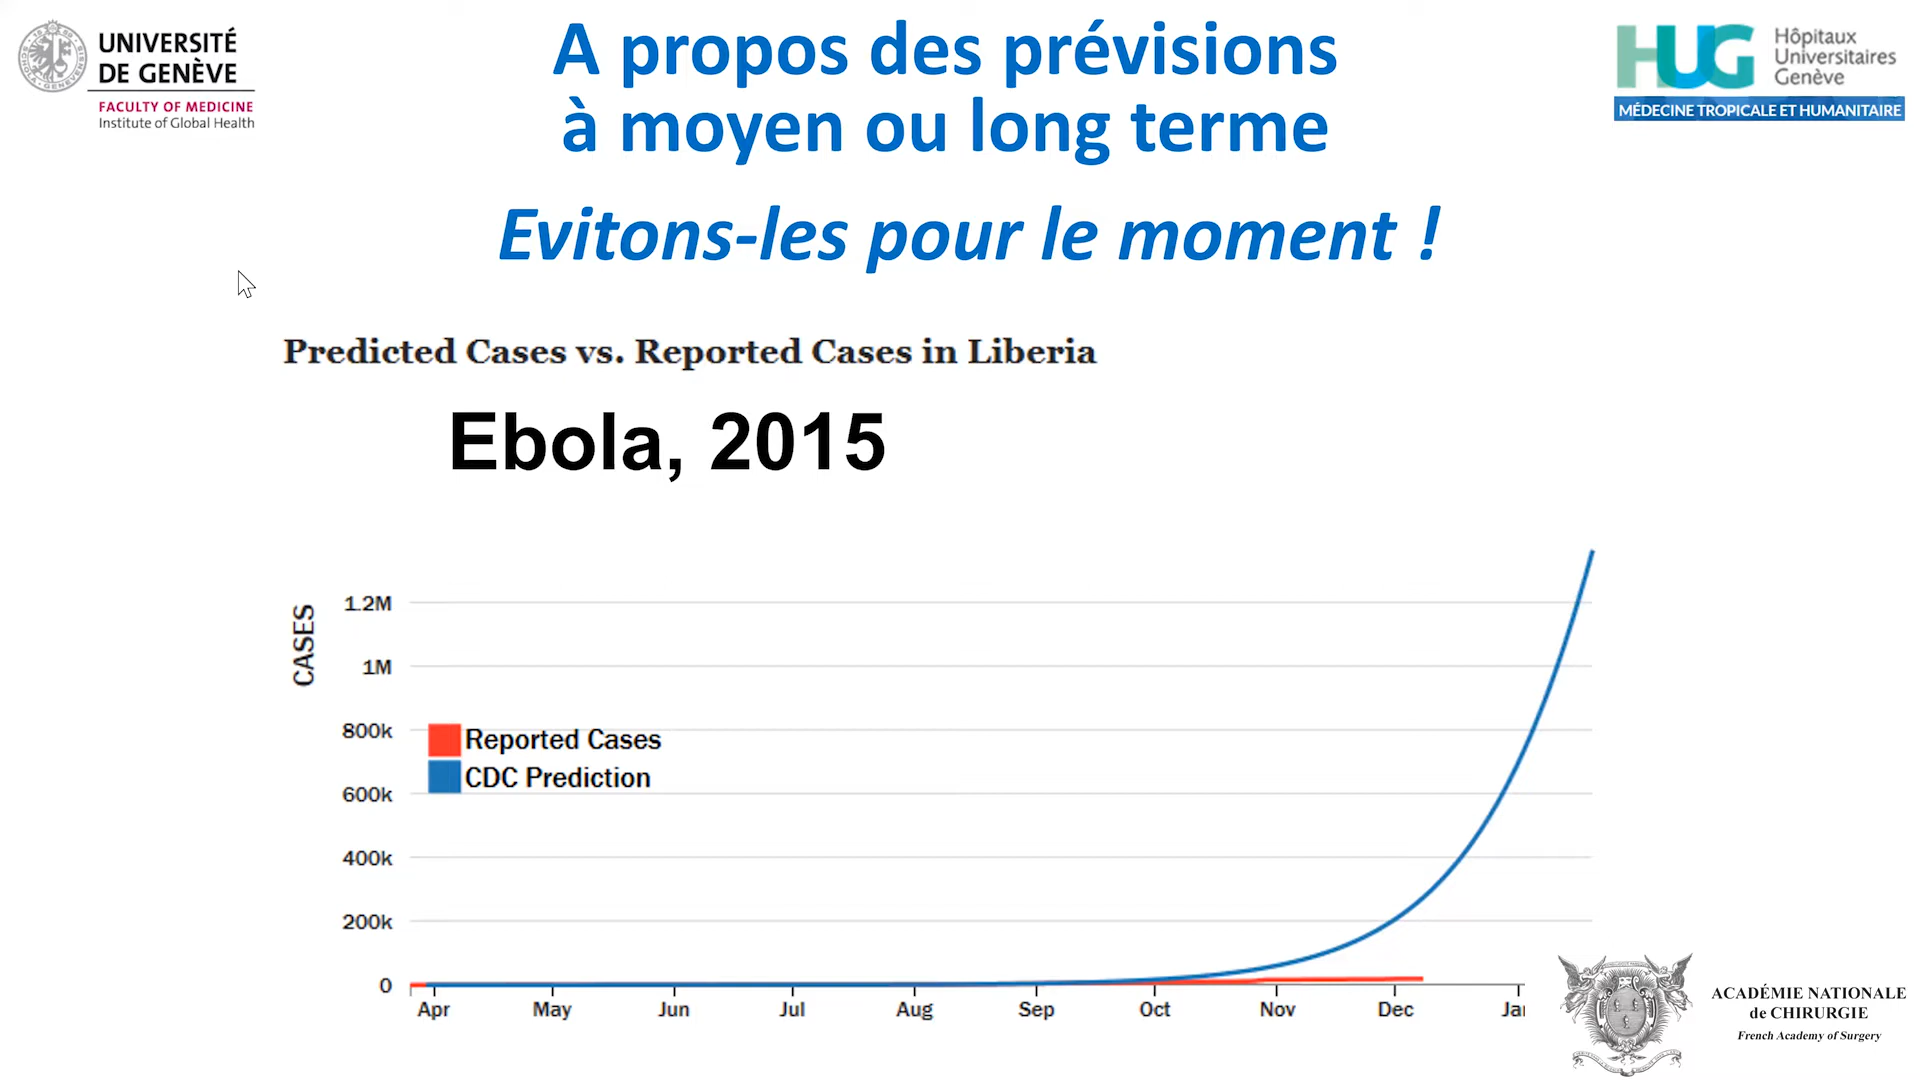 UNIVERSITÉ
DE GENÈVE
FACULTY OF MEDICINE
Institute of Global Health
A propos des prévisions
à moyen ou long terme
Evitons-les pour le moment !
HUG
Hôpitaux
Universitaires
Genève
MÉDECINE TROPICALE ET HUMANITAIRE
Predicted Cases vs. Reported Cases in Liberia
Ebola, 2015
CASES
1.2M
1M
800k
600k
400k
200k
0
Reported Cases
CDC Prediction
Apr May Jun Jul Aug Sep Oct Nov Dec
ACADÉMIE NATIONALE
de CHIRURGIE
French Academy of Surgery